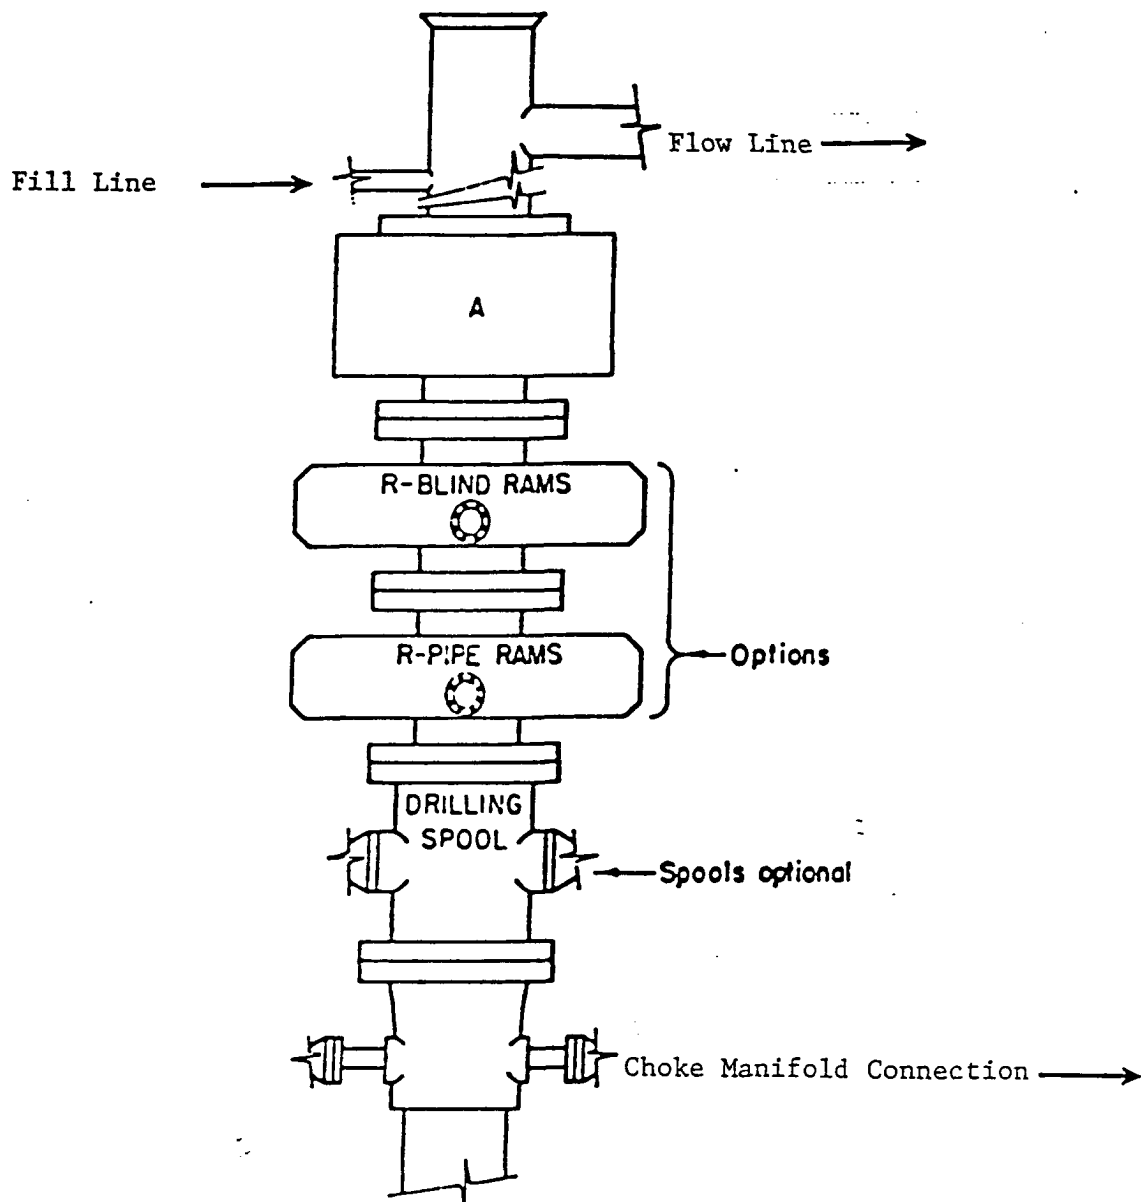 Flow Line
Fill Line
A
R-BLIND RAMS
R-PIPE RAMS
Options
DRILLING
SPOOL
Spools optional
Choke Manifold Connection